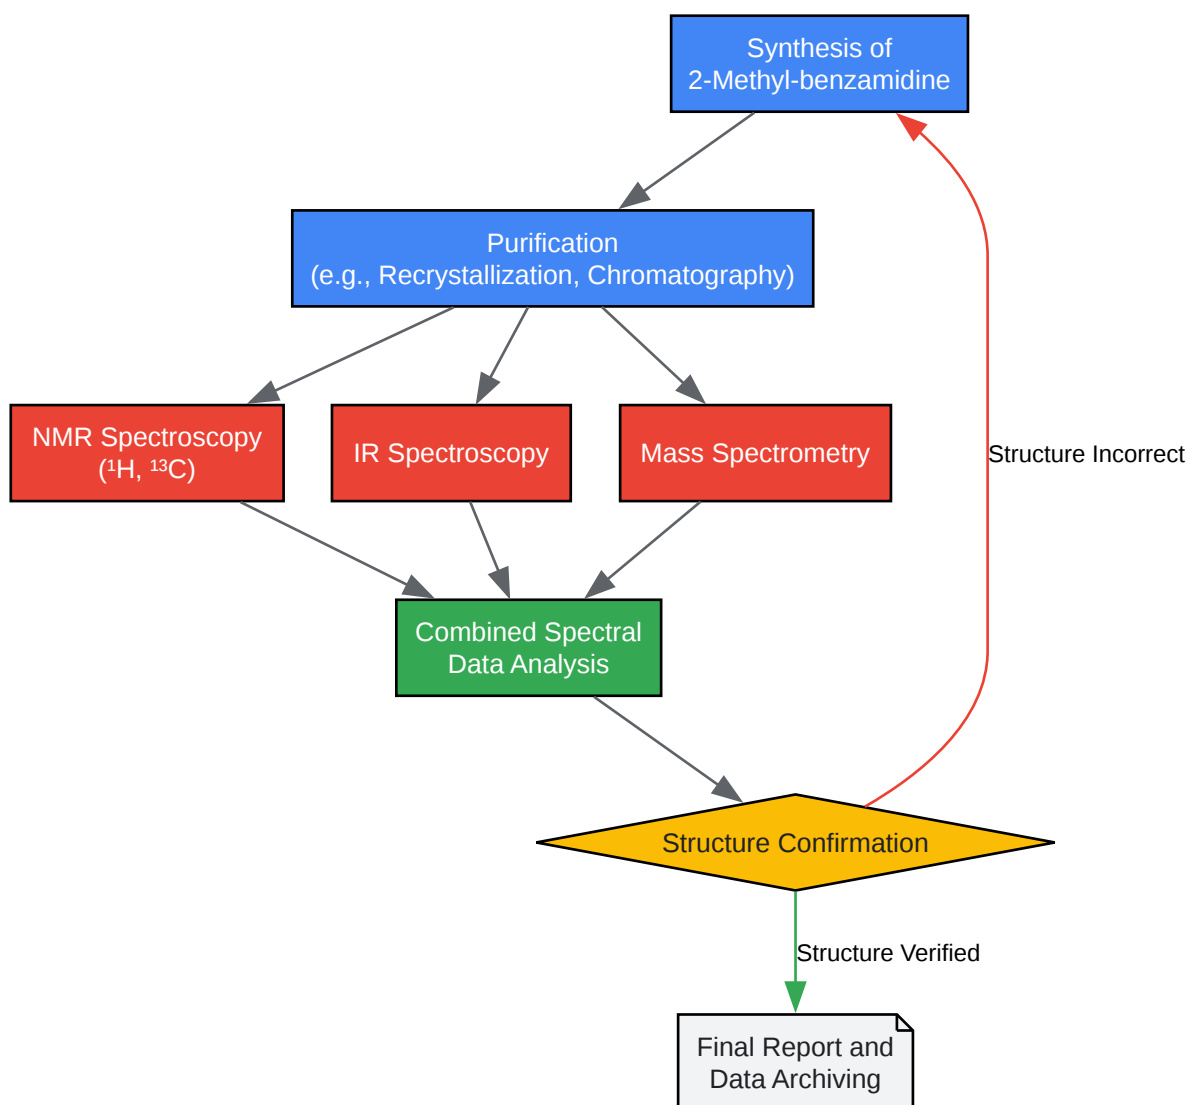 Synthesis of
2-Methyl-benzamidine
Purification
(e.g., Recrystallization, Chromatography)
NMR Spectroscopy
(¹H, ¹³C)
IR Spectroscopy
Mass Spectrometry
Structure Incorrect
Combined Spectral
Data Analysis
Structure Confirmation
Structure Verified
Final Report and
Data Archiving